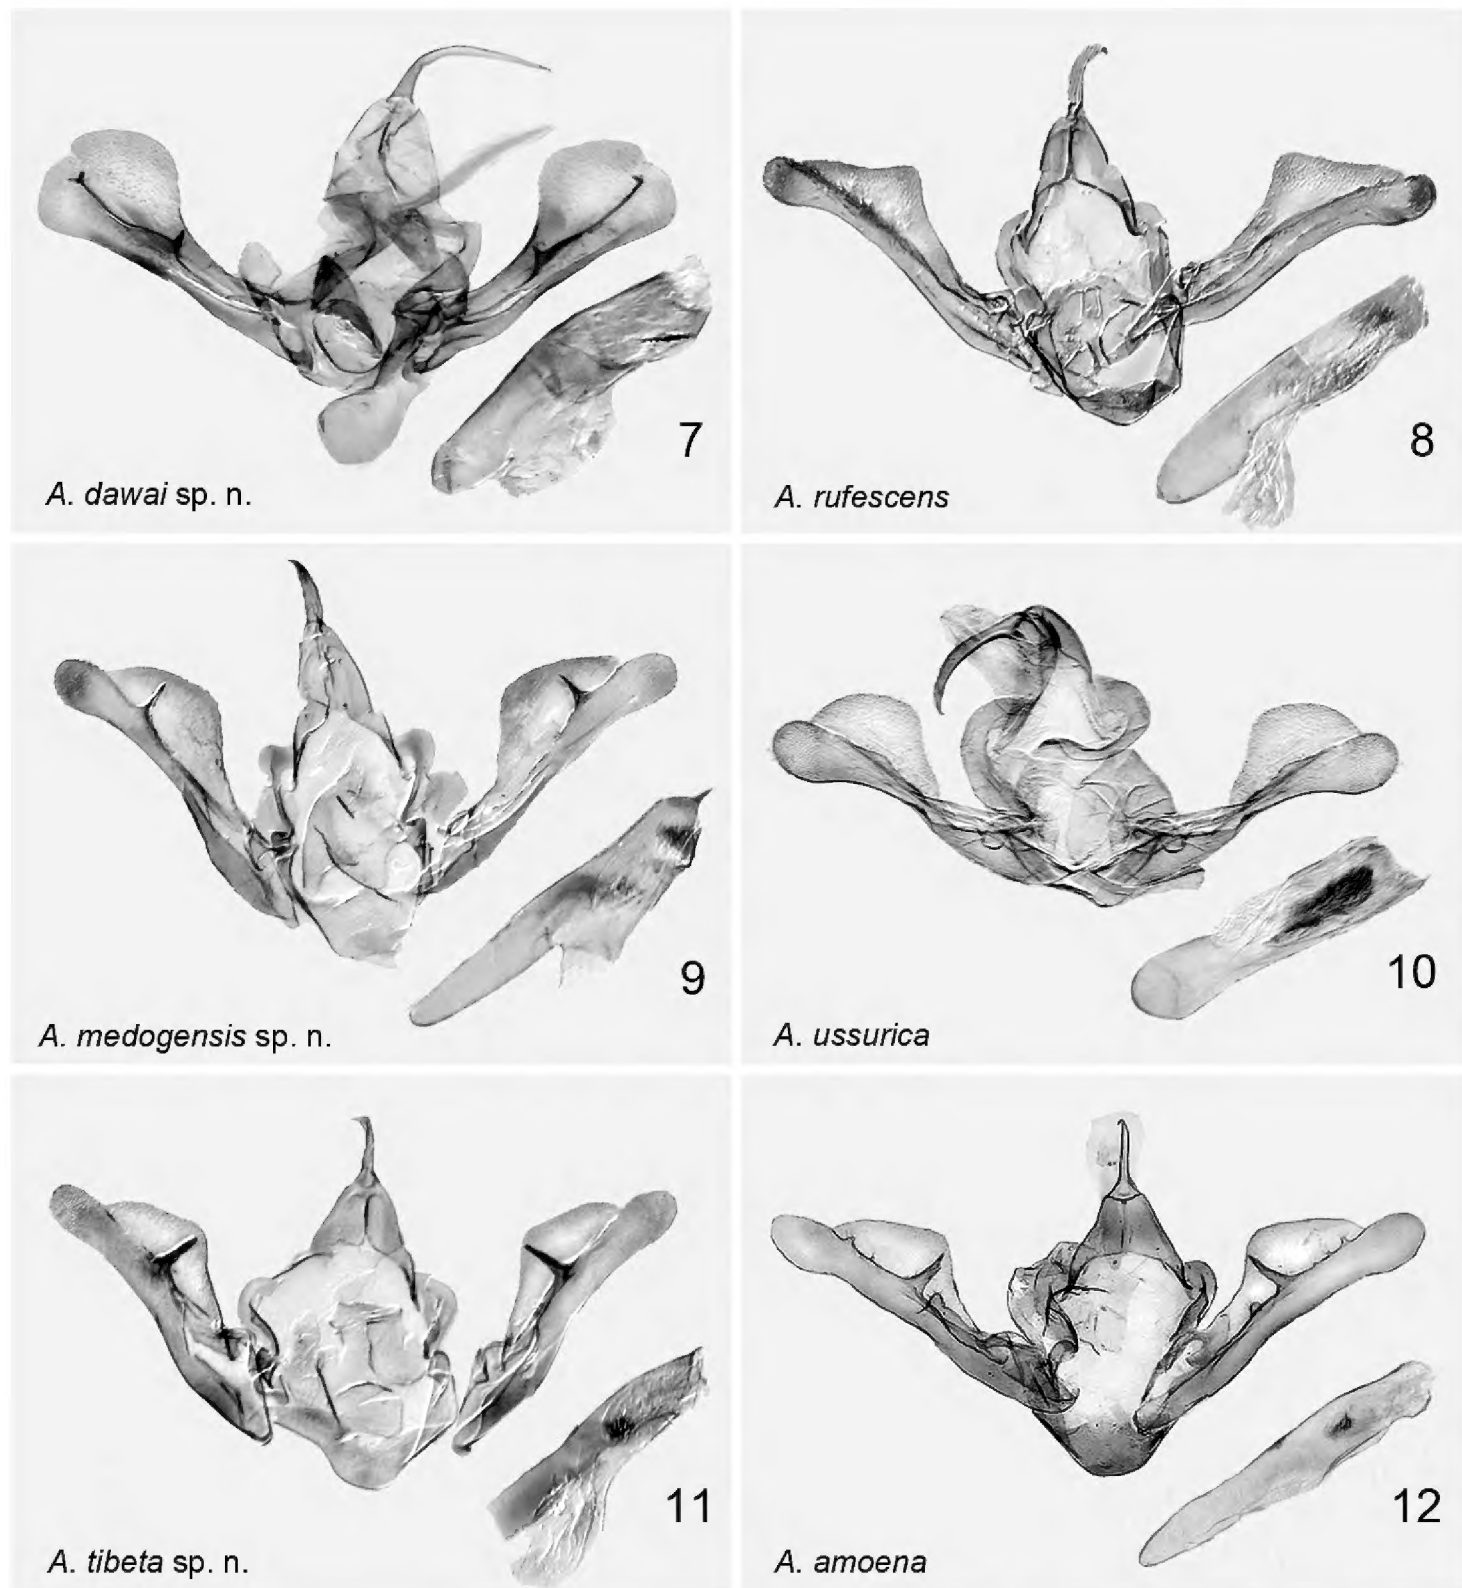 7
A. dawai sp. n.
8
A. rufescens
9
A. medogensis sp. n.
10
A. ussurica
11
A. tibeta sp. n.
12
A. amoena